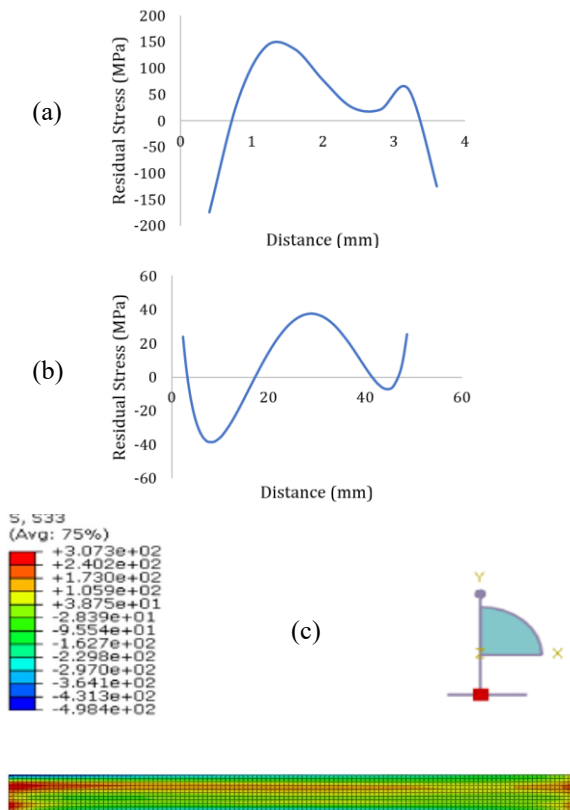 (a)
Residual Stress (MPa)
200
150
100
50
0
-50
-100
-150
-200
0 1 2 3 4
Distance (mm)
(b)
Residual Stress (MPa)
60
40
20
0
-20
-40
-60
0 20 40 60
Distance (mm)
S, S33
(Avg: 75%)
+3.073e+02
+2.402e+02
+1.730e+02
+1.059e+02
+3.875e+01
-2.839e+01
-9.554e+01
-1.627e+02
-2.298e+02
-2.970e+02
-3.641e+02
-4.313e+02
-4.984e+02
(c)
Y
Z X